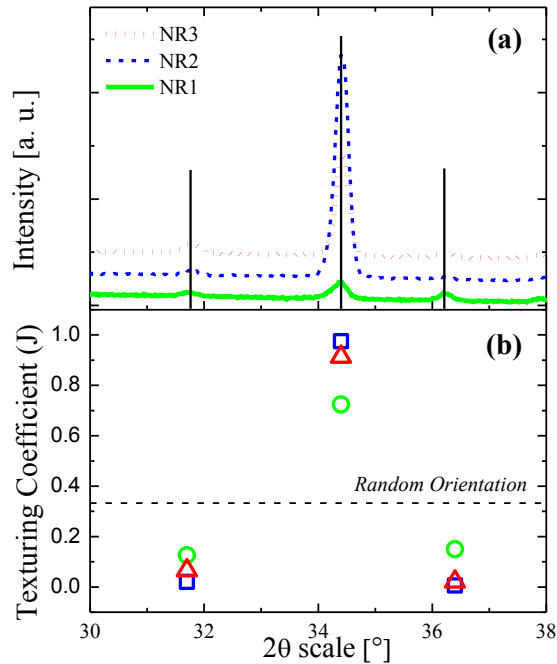 (a)
NR3
NR2
NR1
Intensity [a. u.]
(b)
1.0
0.8
0.6
0.4
0.2
0.0
Texturing Coefficient (J)
Random Orientation
30 32 34 36 38
2θ scale [°]